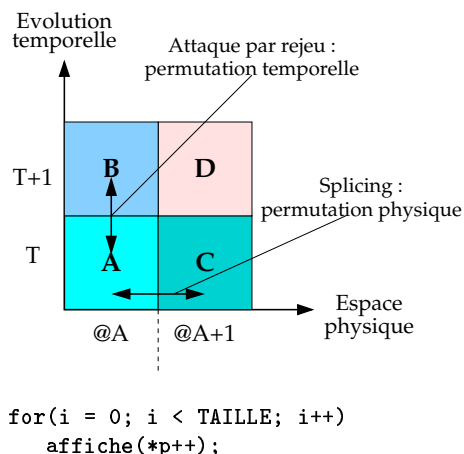 Evolution
temporelle
Attaque par rejeu :
permutation temporelle
T+1
B
D
Splicing :
permutation physique
T
A
C
Espace
physique
@A
@A+1
for(i = 0; i < TAILLE; i++)
affiche(*p++);